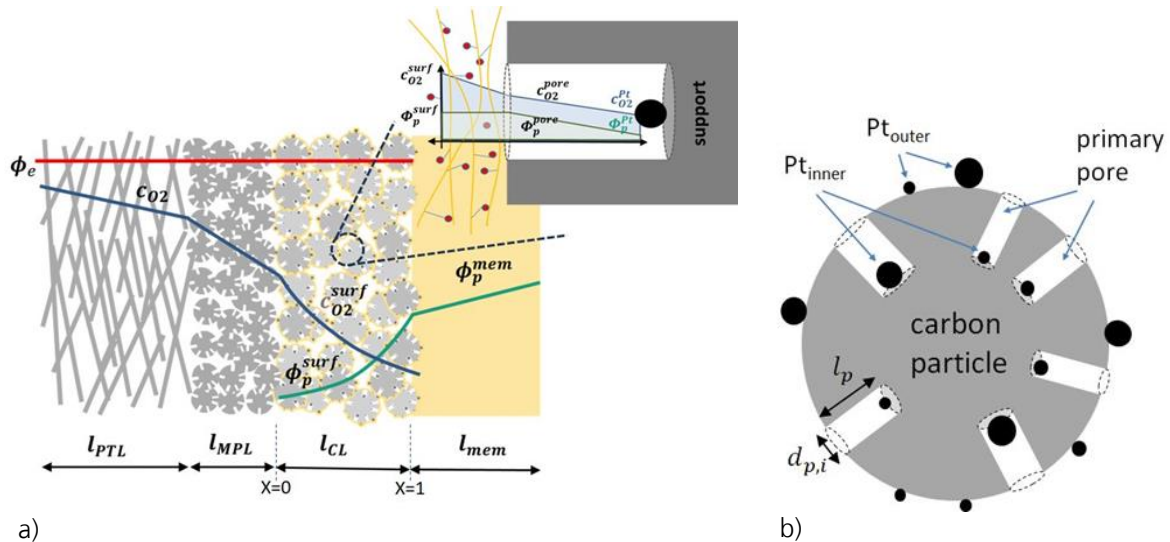 c_{O2}^{surf}
Φ_p^{surf}
c_{O2}^{pore}
Φ_p^{pore}
c_{O2}^{Pt}
Φ_p^{Pt}
support
ϕ_e
c_{O2}
c_{O2}^{surf}
ϕ_p^{surf}
ϕ_p^{mem}
l_{PTL}
l_{MPL}
l_{CL}
l_{mem}
X=0
X=1
a)
Pt_{outer}
Pt_{inner}
primary
pore
carbon
particle
l_p
d_{p,i}
b)